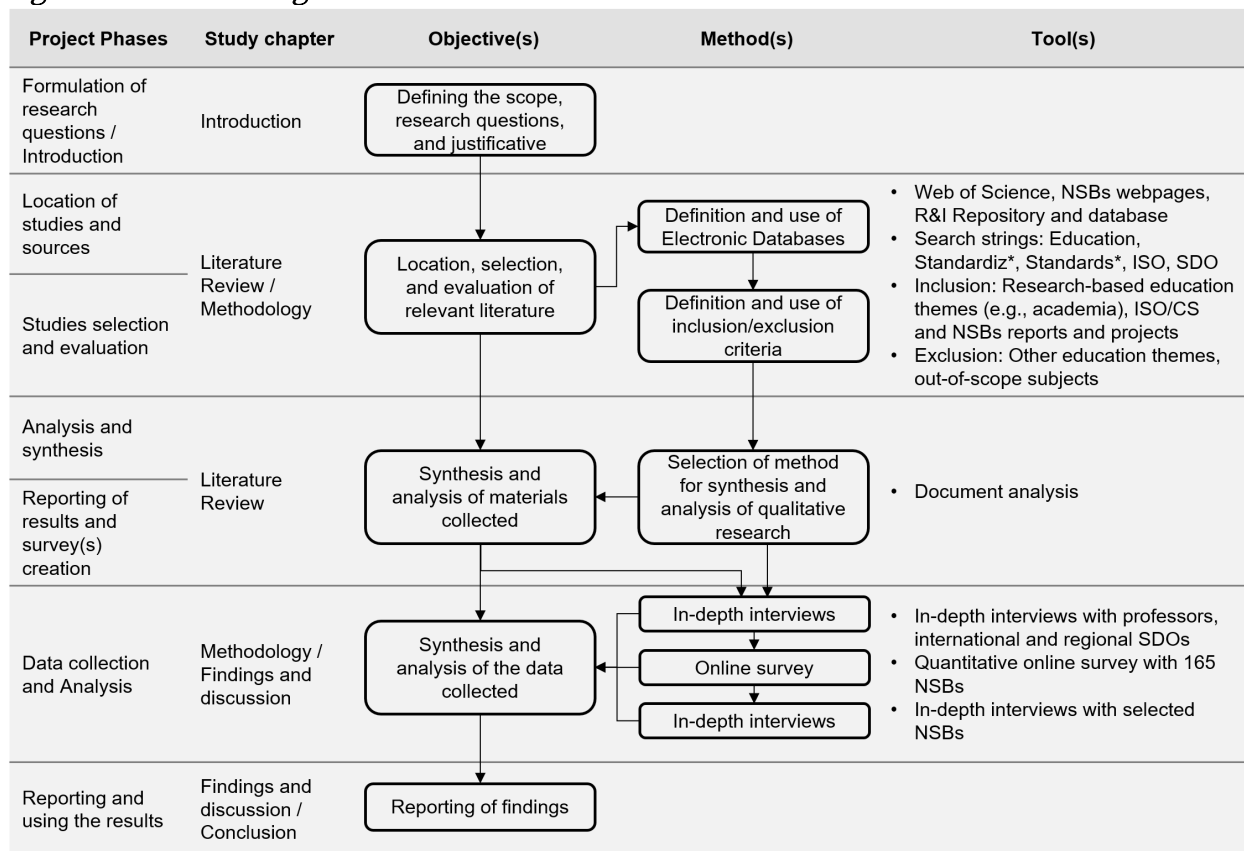 Project Phases
Study chapter
Objective(s)
Method(s)
Tool(s)
Formulation of
research
questions /
Introduction
Introduction
Defining the scope,
research questions,
and justificative
Location of
studies and
sources
Studies selection
and evaluation
Literature
Review /
Methodology
Location, selection,
and evaluation of
relevant literature
Definition and use of
Electronic Databases
Definition and use of
inclusion/exclusion
criteria
• Web of Science, NSBs webpages,
R&I Repository and database
• Search strings: Education,
Standardiz*, Standards*, ISO, SDO
• Inclusion: Research-based education
themes (e.g., academia), ISO/CS
and NSBs reports and projects
• Exclusion: Other education themes,
out-of-scope subjects
Analysis and
synthesis
Reporting of
results and
survey(s)
creation
Literature
Review
Synthesis and
analysis of materials
collected
Selection of method
for synthesis and
analysis of qualitative
research
• Document analysis
Data collection
and Analysis
Methodology /
Findings and
discussion
Synthesis and
analysis of the data
collected
In-depth interviews
Online survey
In-depth interviews
• In-depth interviews with professors,
international and regional SDOs
• Quantitative online survey with 165
NSBs
• In-depth interviews with selected
NSBs
Reporting and
using the results
Findings and
discussion /
Conclusion
Reporting of findings